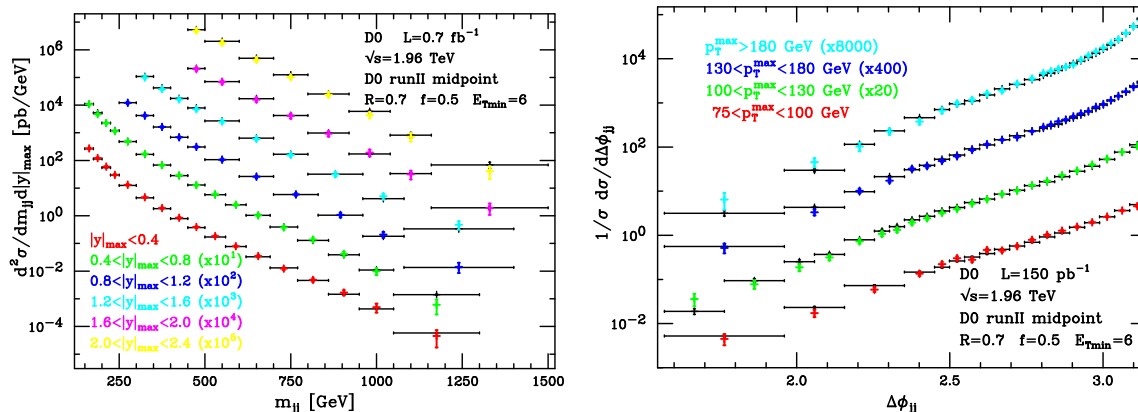 D0 L=0.7 fb⁻¹
√s=1.96 TeV
D0 runII midpoint
R=0.7 f=0.5 E_Tmin=6
d²σ/dm_jj d|y|_max [pb/GeV]
10⁶
10⁴
10²
10⁰
10⁻²
10⁻⁴
|y|_max<0.4
0.4<|y|_max<0.8 (x10¹)
0.8<|y|_max<1.2 (x10²)
1.2<|y|_max<1.6 (x10³)
1.6<|y|_max<2.0 (x10⁴)
2.0<|y|_max<2.4 (x10⁵)
250 500 750 1000 1250 1500
m_jj [GeV]
p_T^max>180 GeV (x8000)
130<p_T^max<180 GeV (x400)
100<p_T^max<130 GeV (x20)
75<p_T^max<100 GeV
1/σ dσ/dΔϕ_jj
10⁴
10²
10⁰
10⁻²
D0 L=150 pb⁻¹
√s=1.96 TeV
D0 runII midpoint
R=0.7 f=0.5 E_Tmin=6
2.0 2.5 3.0
Δϕ_jj